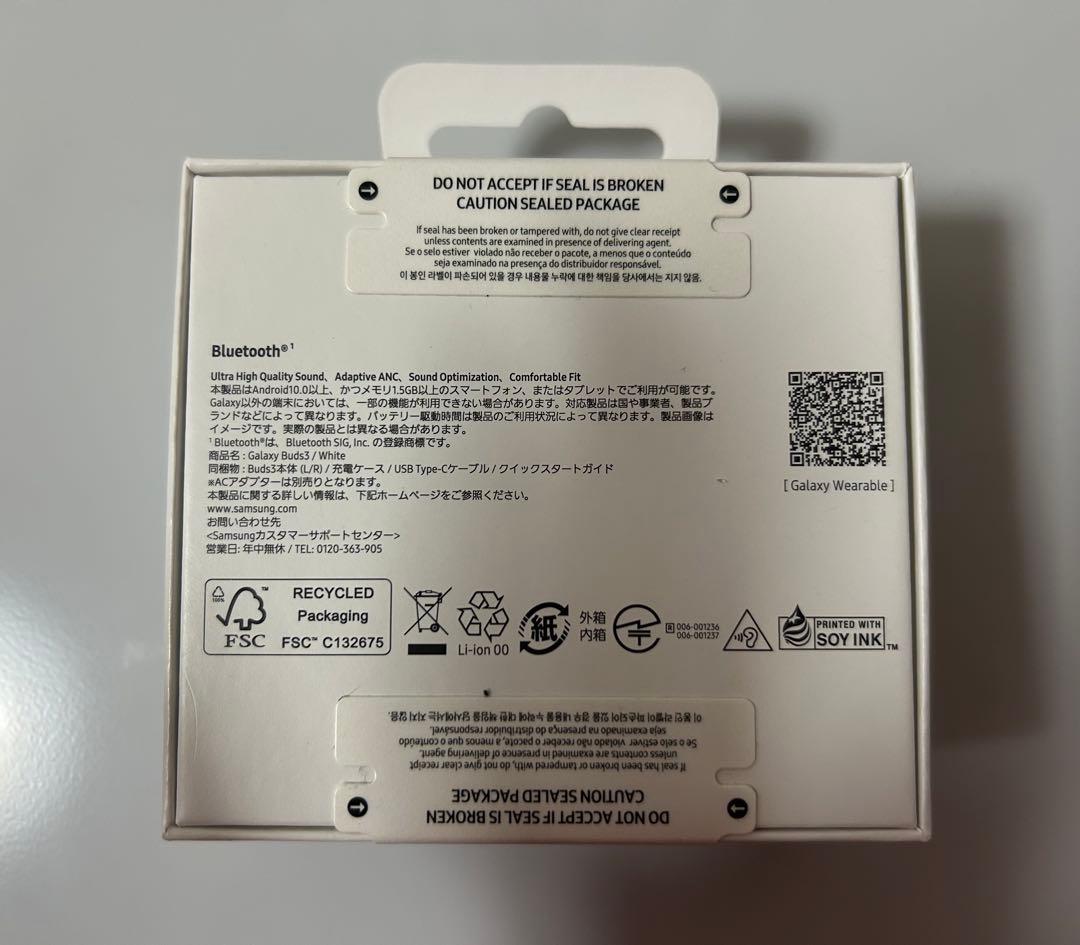 DO NOT ACCEPT IF SEAL IS BROKEN
CAUTION SEALED PACKAGE
If seal has been broken or tampered with, do not give clear receipt
unless contents are examined in presence of delivering agent.
Se o selo estiver violado não receber o pacote, a menos que o conteúdo
seja examinado na presença do distribuidor responsável.
이 봉인 라벨이 파손되어 있을 경우 내용물 누락에 대한 책임을 당사에서는 지지 않음.
Bluetooth® 1
Ultra High Quality Sound、Adaptive ANC、Sound Optimization、Comfortable Fit
本製品はAndroid10.0以上、かつメモリ1.5GB以上のスマートフォン、またはタブレットでご利用が可能です。
Galaxy以外の端末においては、一部の機能が利用できない場合があります。対応製品は国や事業者、製品ブ
ランドなどによって異なります。バッテリー駆動時間は製品のご利用状況によって異なります。製品画像は
イメージです。実際の製品とは異なる場合があります。
1 Bluetooth®は、Bluetooth SIG, Inc. の登録商標です。
商品名 : Galaxy Buds3 / White
同梱物 : Buds3本体 (L/R) / 充電ケース / USB Type-Cケーブル / クイックスタートガイド
※ACアダプターは別売りとなります。
本製品に関する詳しい情報は、下記ホームページをご参照ください。
www.samsung.com
お問い合わせ先
<Samsungカスタマーサポートセンター>
営業日: 年中無休 / TEL: 0120-363-905
[ Galaxy Wearable ]
100%
TM
FSC
RECYCLED
Packaging
FSC™ C132675
Li-ion 00
紙
外箱
内箱
R 006-001236
006-001237
PRINTED WITH
SOY INK TM
이 봉인 라벨이 파손되어 있을 경우 내용물 누락에 대한 책임을 당사에서는 지지 않음.
seja examinado na presença do distribuidor responsável.
Se o selo estiver violado não receber o pacote, a menos que o conteúdo
unless contents are examined in presence of delivering agent.
If seal has been broken or tampered with, do not give clear receipt
CAUTION SEALED PACKAGE
DO NOT ACCEPT IF SEAL IS BROKEN